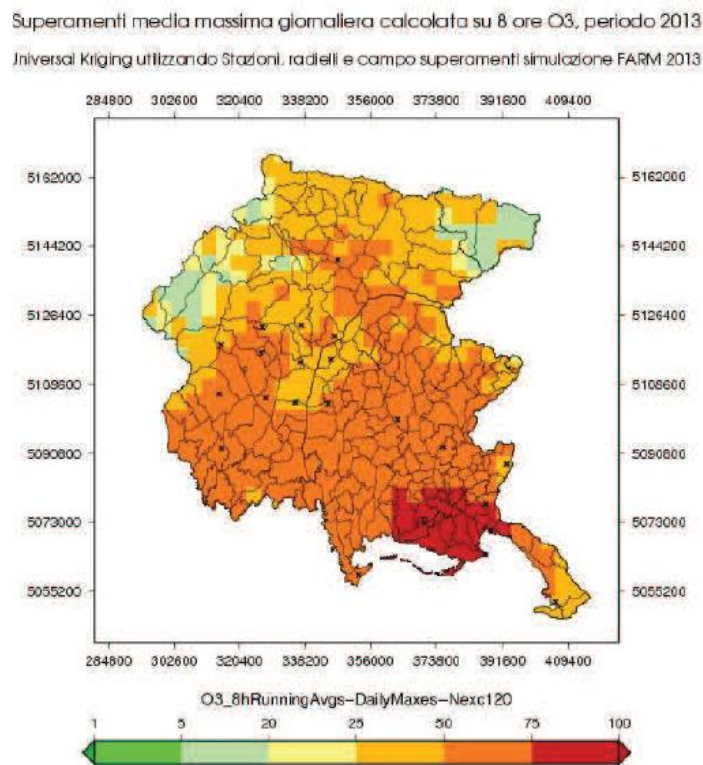 Superamenti media massima giornaliera calcolata su 8 ore O3, periodo 2013
Universal Kriging utilizzando Stazioni, radielli e campo superamenti simulazione FARM 2013
284800 302600 320400 338200 356000 373800 391600 409400
5162000 5162000
5144200 5144200
5126400 5126400
5108600 5108600
5090800 5090800
5073000 5073000
5055200 5055200
284800 302600 320400 338200 356000 373800 391600 409400
O3_8hRunningAvgs-DailyMaxes-Nexc120
1 5 20 25 50 75 100